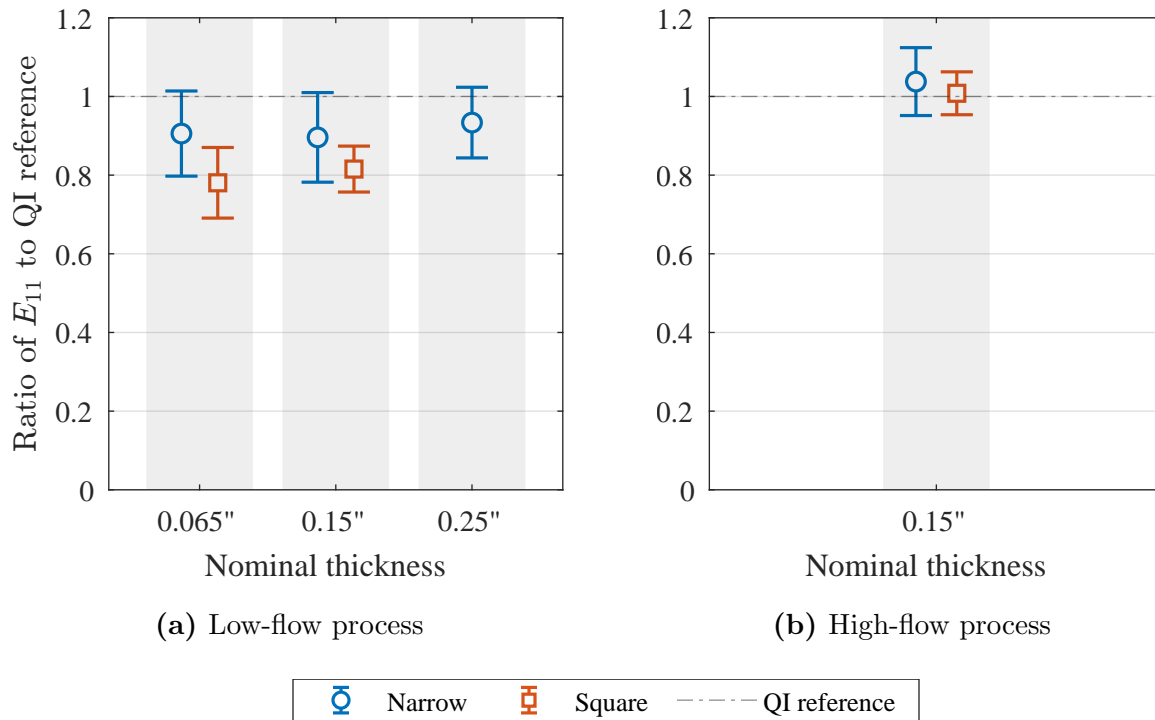 Ratio of E₁₁ to QI reference
1.2
1
0.8
0.6
0.4
0.2
0
0.065" 0.15" 0.25"
Nominal thickness
(a) Low-flow process
1.2
1
0.8
0.6
0.4
0.2
0
0.15"
Nominal thickness
(b) High-flow process
Narrow Square QI reference